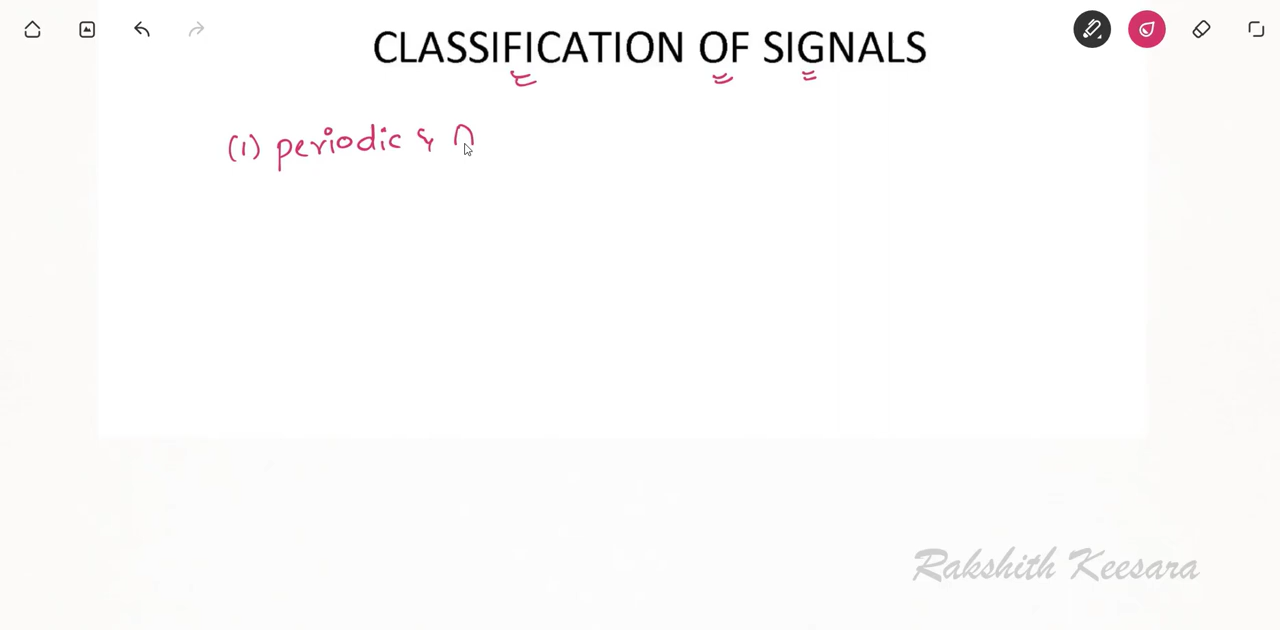 CLASSIFICATION OF SIGNALS
(1) periodic &
Rakshith Keesara